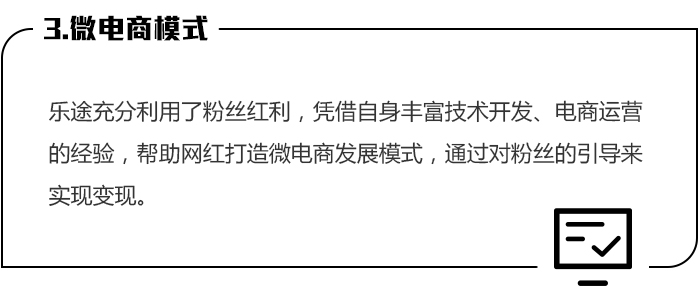 3.微电商模式
乐途充分利用了粉丝红利，凭借自身丰富技术开发、电商运营
的经验，帮助网红打造微电商发展模式，通过对粉丝的引导来
实现变现。